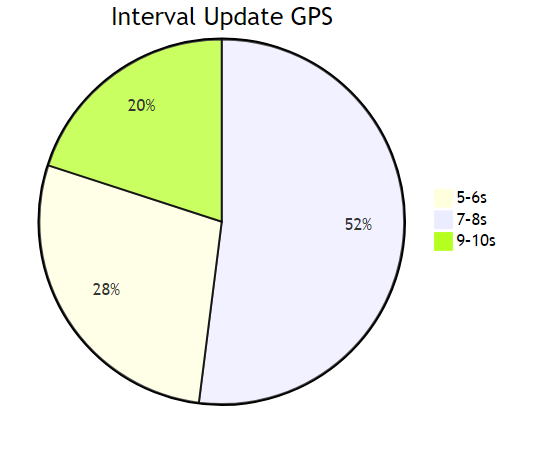 Interval Update GPS
20%
52%
28%
5-6s
7-8s
9-10s